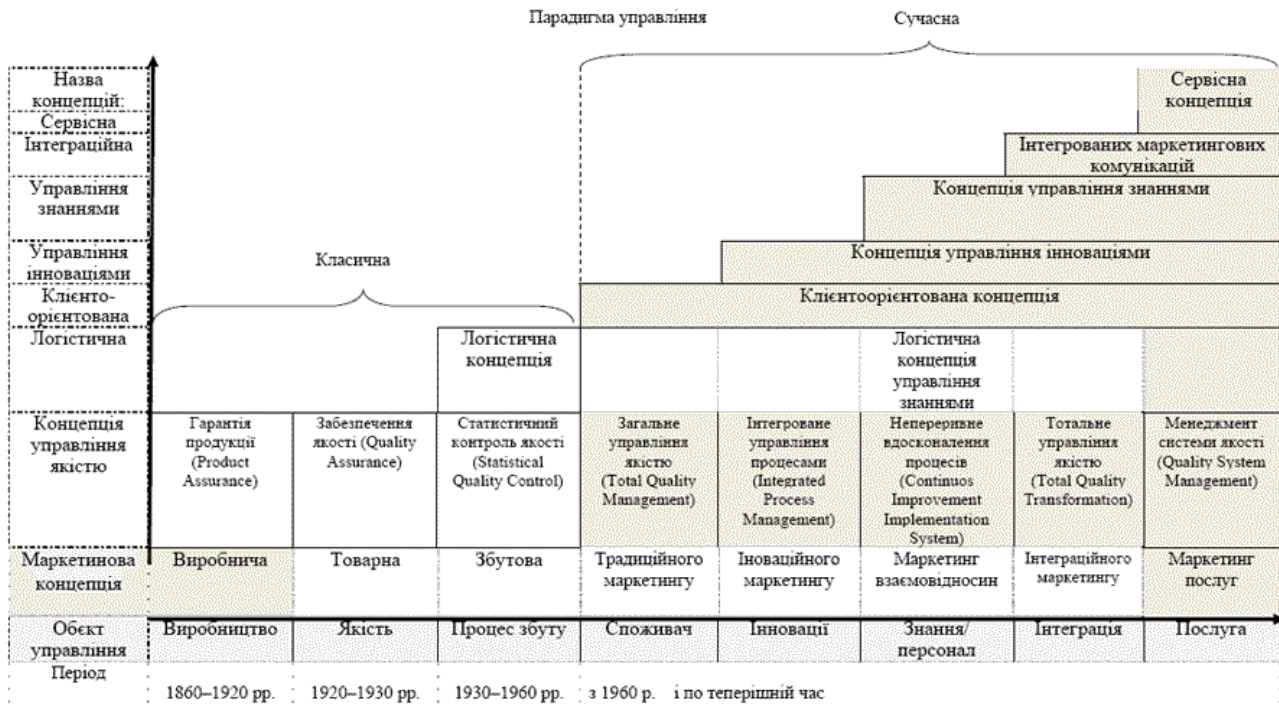 Парадигма управління
Сучасна
Назва
концепцій:
Сервісна
концепція
Сервісна
Інтеграційна
Інтегрованих маркетингових
комунікацій
Управління
знаннями
Концепція управління знаннями
Управління
інноваціями
Класична
Концепція управління інноваціями
Клієнто-
орієнтована
Клієнтоорієнтована концепція
Логістична
Логістична
концепція
Логістична
концепція
управління
знаннями
Концепція
управління
якістю
Гарантія
продукції
(Product
Assurance)
Забезпечення
якості (Quality
Assurance)
Статистичний
контроль якості
(Statistical
Quality Control)
Загальне
управління
якістю
(Total Quality
Management)
Інтегроване
управління
процесами
(Integrated
Process
Management)
Непереривне
вдосконалення
процесів
(Continuos
Improvement
Implementation
System)
Тотальне
управління
якістю
(Total Quality
Transformation)
Менеджмент
системи якості
(Quality System
Management)
Маркетинова
концепція
Виробнича
Товарна
Збутова
Традиційного
маркетингу
Іноваційного
маркетингу
Маркетинг
взаємовідносин
Інтеграційного
маркетингу
Маркетинг
послуг
Обєкт
управління
Виробництво
Якість
Процес збуту
Споживач
Інновації
Знання/
персонал
Інтеграція
Послуга
Період
1860–1920 рр.
1920–1930 рр.
1930–1960 рр.
з 1960 р. і по теперішній час